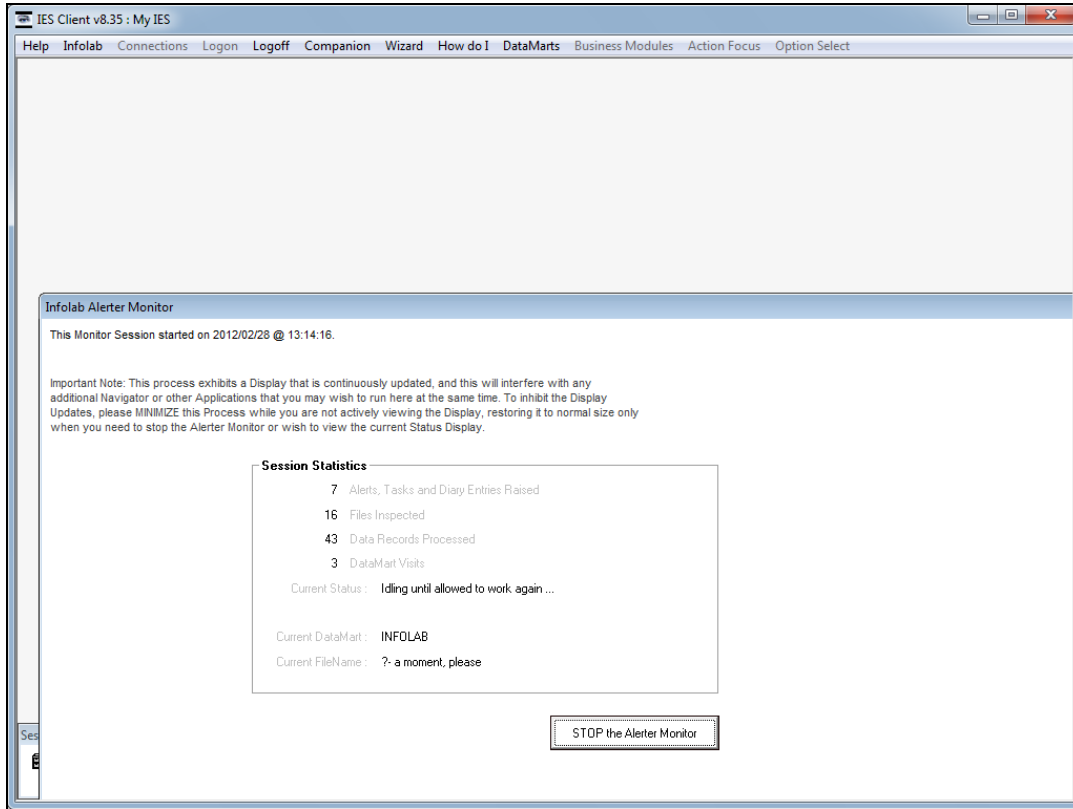 IES Client v8.35 : My IES
Help Infolab Connections Logon Logoff Companion Wizard How do I DataMarts Business Modules Action Focus Option Select
Infolab Alerter Monitor
This Monitor Session started on 2012/02/28 @ 13:14:16.
Important Note: This process exhibits a Display that is continuously updated, and this will interfere with any
additional Navigator or other Applications that you may wish to run here at the same time. To inhibit the Display
Updates, please MINIMIZE this Process while you are not actively viewing the Display, restoring it to normal size only
when you need to stop the Alerter Monitor or wish to view the current Status Display.
Session Statistics
7 Alerts, Tasks and Diary Entries Raised
16 Files Inspected
43 Data Records Processed
3 DataMart Visits
Current Status : Idling until allowed to work again ...
Current DataMart : INFOLAB
Current FileName : ?- a moment, please
STOP the Alerter Monitor
Ses